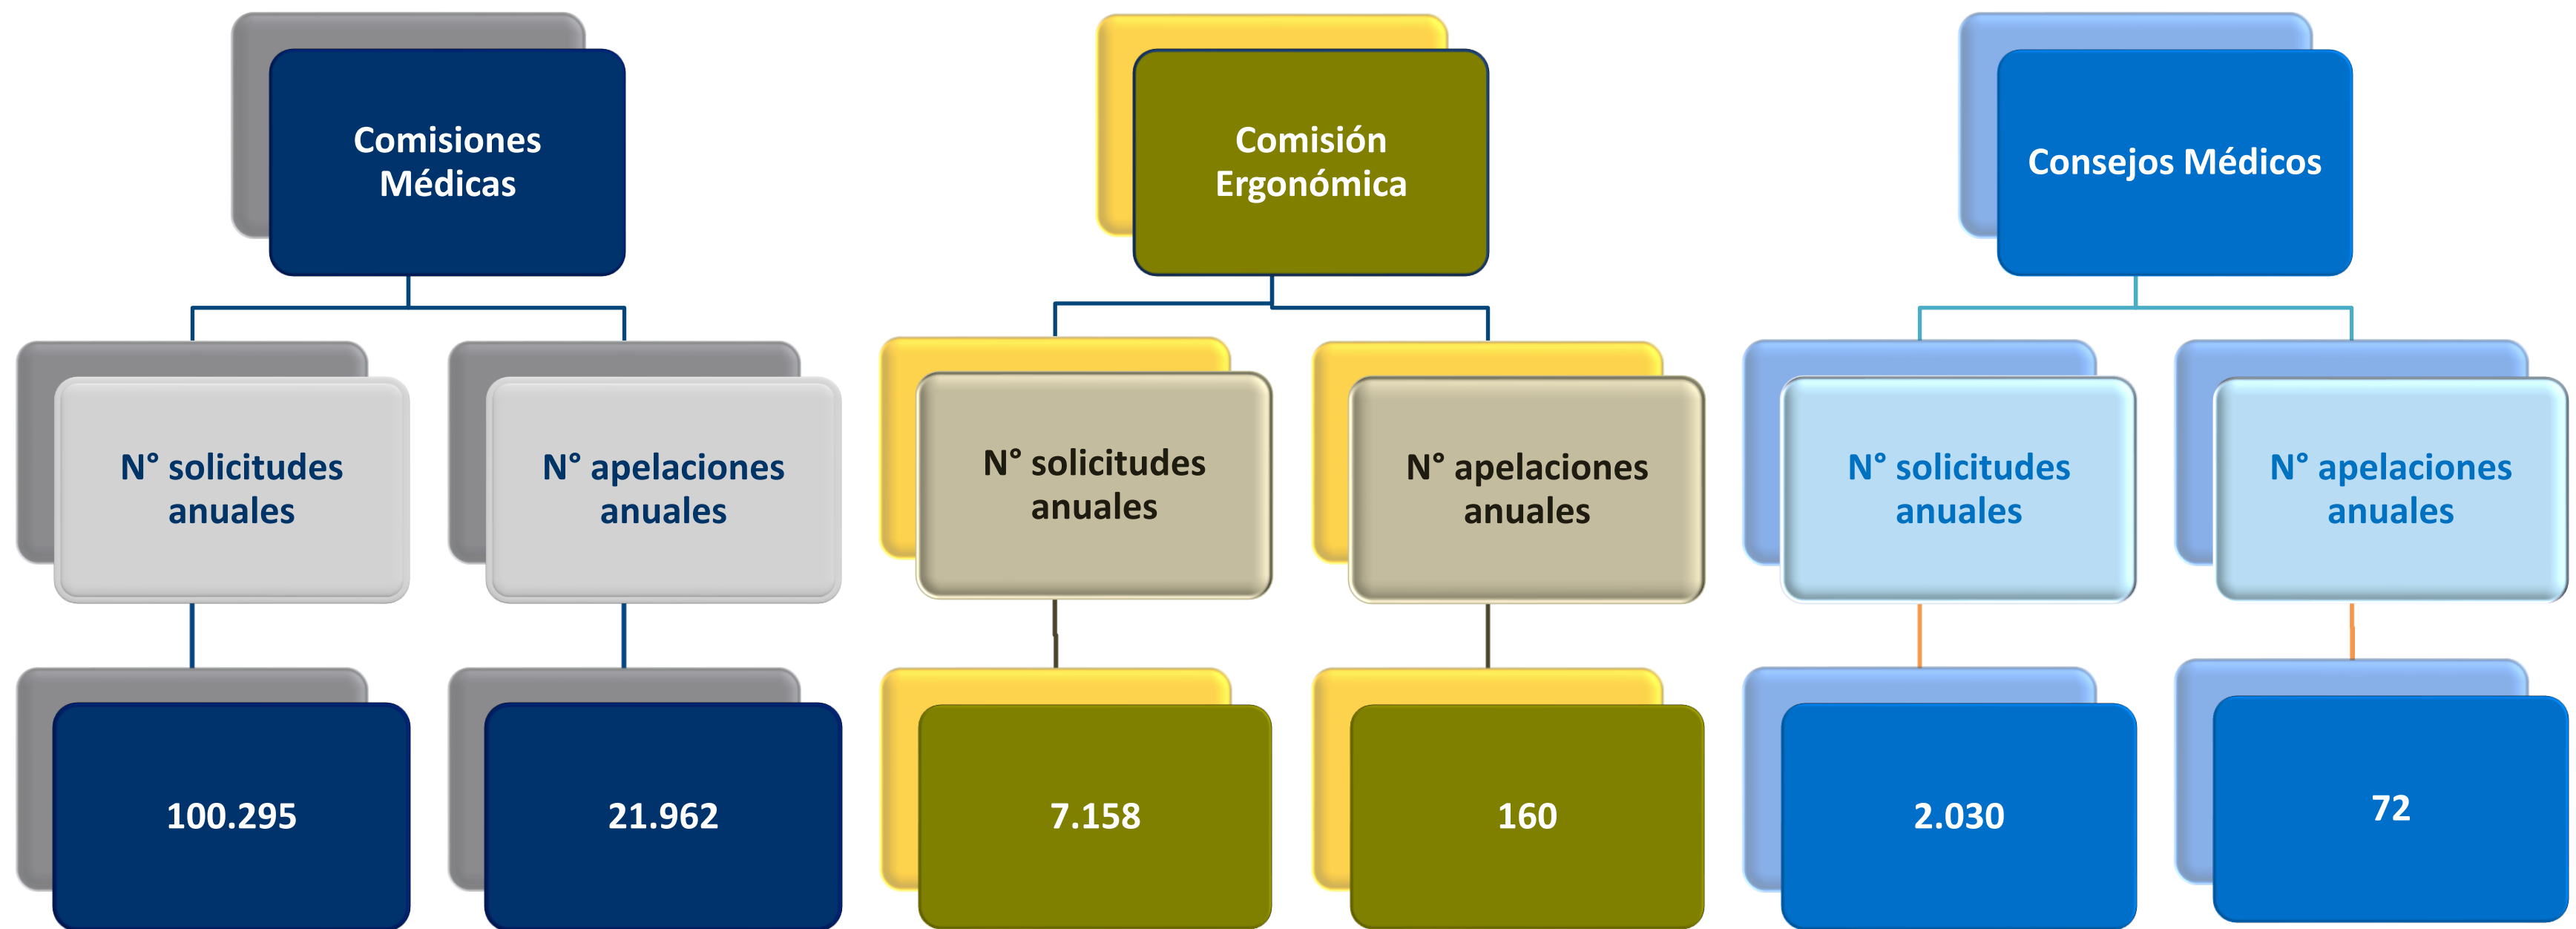 Comisiones
Médicas
Comisión
Ergonómica
Consejos Médicos
N° solicitudes
anuales
N° apelaciones
anuales
N° solicitudes
anuales
N° apelaciones
anuales
N° solicitudes
anuales
N° apelaciones
anuales
100.295
21.962
7.158
160
2.030
72